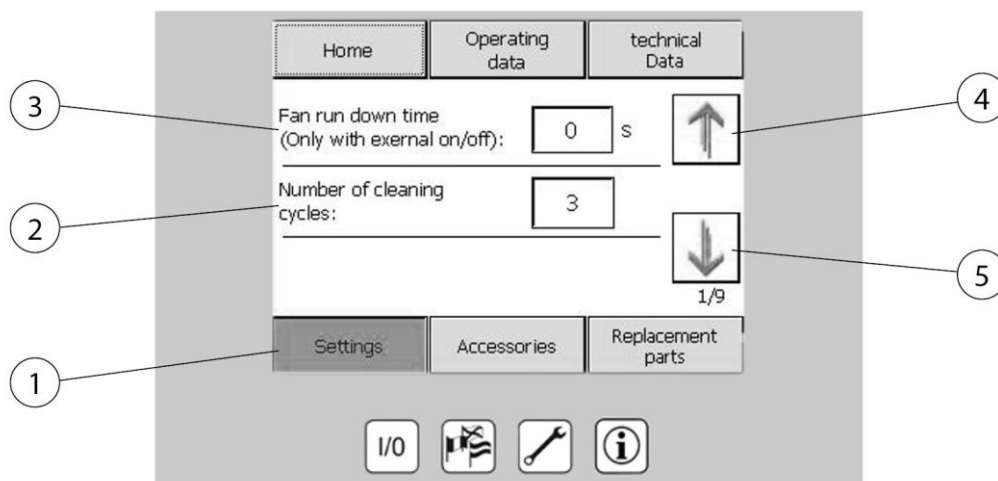 Home
Operating
data
technical
Data
3
Fan run down time
(Only with exernal on/off):
0
s
4
2
Number of cleaning
cycles:
3
5
1/9
1
Settings
Accessories
Replacement
parts
I/0
i